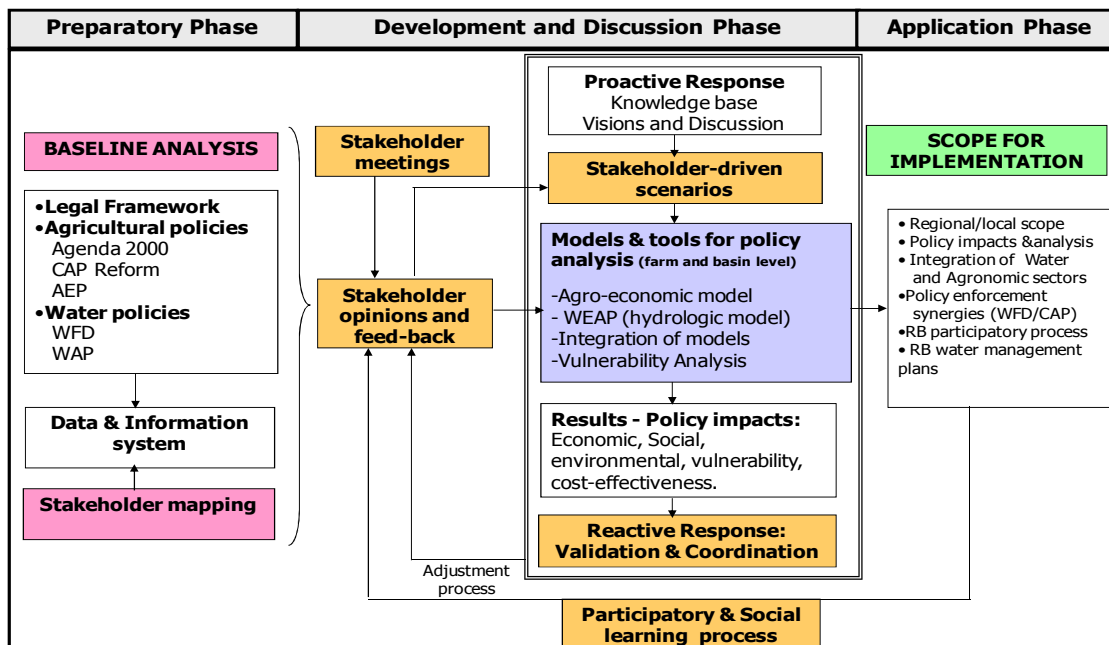 Preparatory Phase
Development and Discussion Phase
Application Phase
BASELINE ANALYSIS
•Legal Framework
•Agricultural policies
Agenda 2000
CAP Reform
AEP
•Water policies
WFD
WAP
Data & Information
system
Stakeholder mapping
Stakeholder
meetings
Stakeholder
opinions and
feed-back
Adjustment
process
Proactive Response
Knowledge base
Visions and Discussion
Stakeholder-driven
scenarios
Models & tools for policy
analysis (farm and basin level)
-Agro-economic model
- WEAP (hydrologic model)
-Integration of models
-Vulnerability Analysis
Results - Policy impacts:
Economic, Social,
environmental, vulnerability,
cost-effectiveness.
Reactive Response:
Validation & Coordination
Participatory & Social
learning process
SCOPE FOR
IMPLEMENTATION
• Regional/local scope
• Policy impacts &analysis
• Integration of Water
and Agronomic sectors
•Policy enforcement
synergies (WFD/CAP)
•RB participatory process
• RB water management
plans